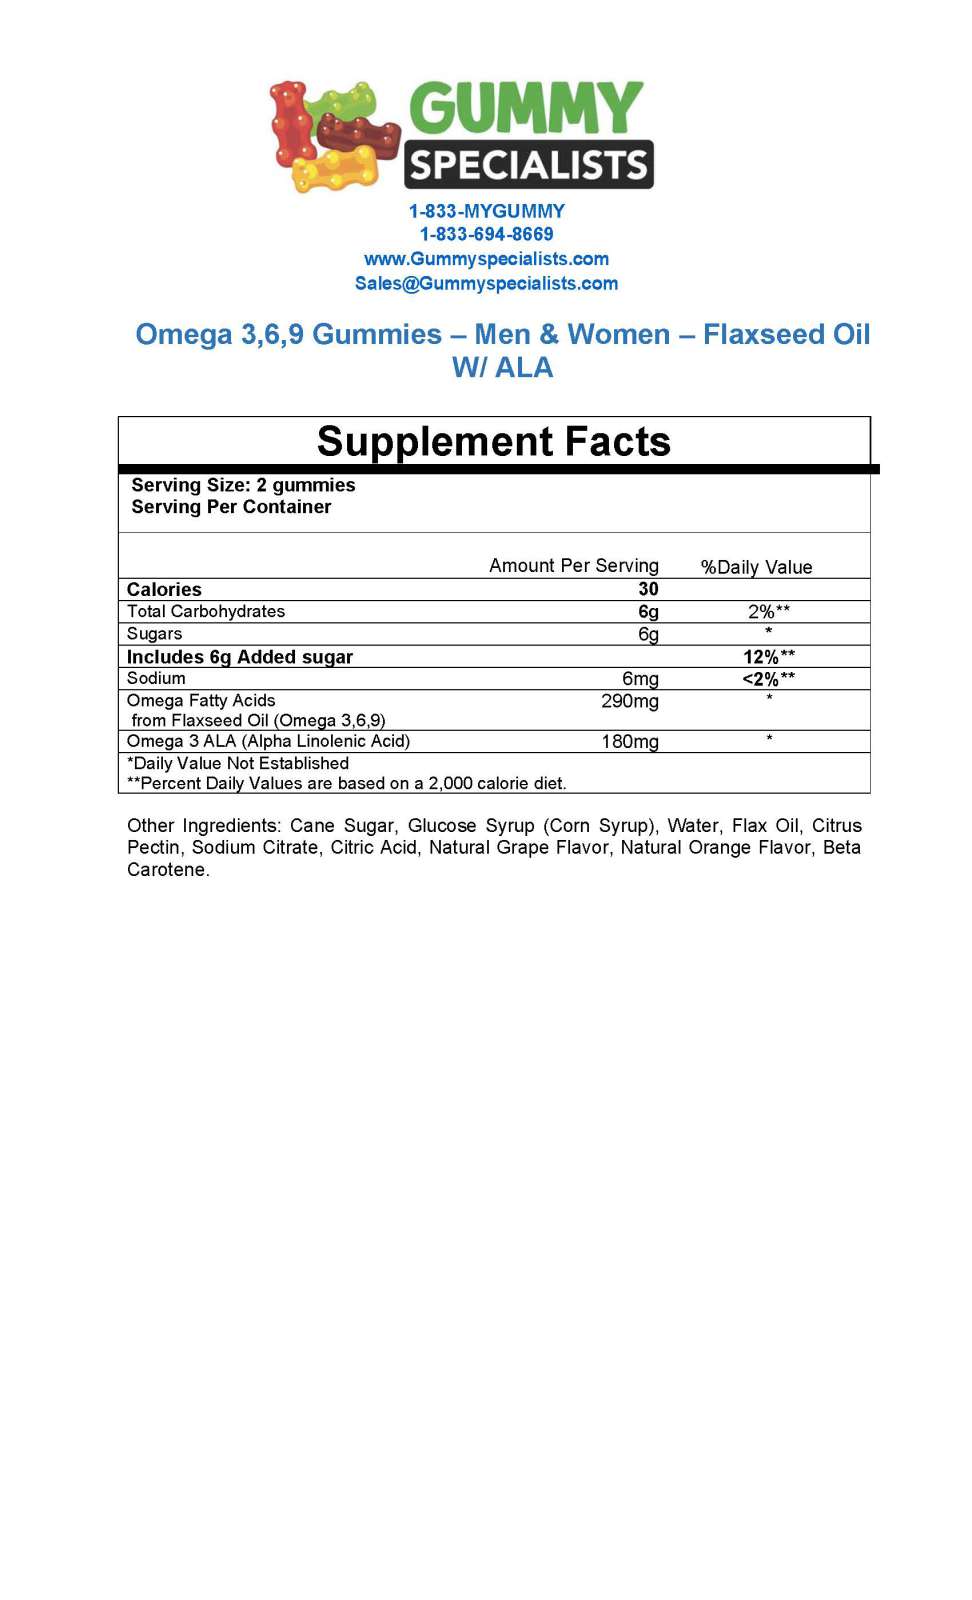 GUMMY
SPECIALISTS
1-833-MYGUMMY
1-833-694-8669
www.Gummyspecialists.com
Sales@Gummyspecialists.com
Omega 3,6,9 Gummies – Men & Women – Flaxseed Oil
W/ ALA
Supplement Facts
Serving Size: 2 gummies
Serving Per Container
Amount Per Serving %Daily Value
Calories 30
Total Carbohydrates 6g 2%**
Sugars 6g *
Includes 6g Added sugar 12%**
Sodium 6mg <2%**
Omega Fatty Acids 290mg *
from Flaxseed Oil (Omega 3,6,9)
Omega 3 ALA (Alpha Linolenic Acid) 180mg *
*Daily Value Not Established
**Percent Daily Values are based on a 2,000 calorie diet.
Other Ingredients: Cane Sugar, Glucose Syrup (Corn Syrup), Water, Flax Oil, Citrus
Pectin, Sodium Citrate, Citric Acid, Natural Grape Flavor, Natural Orange Flavor, Beta
Carotene.